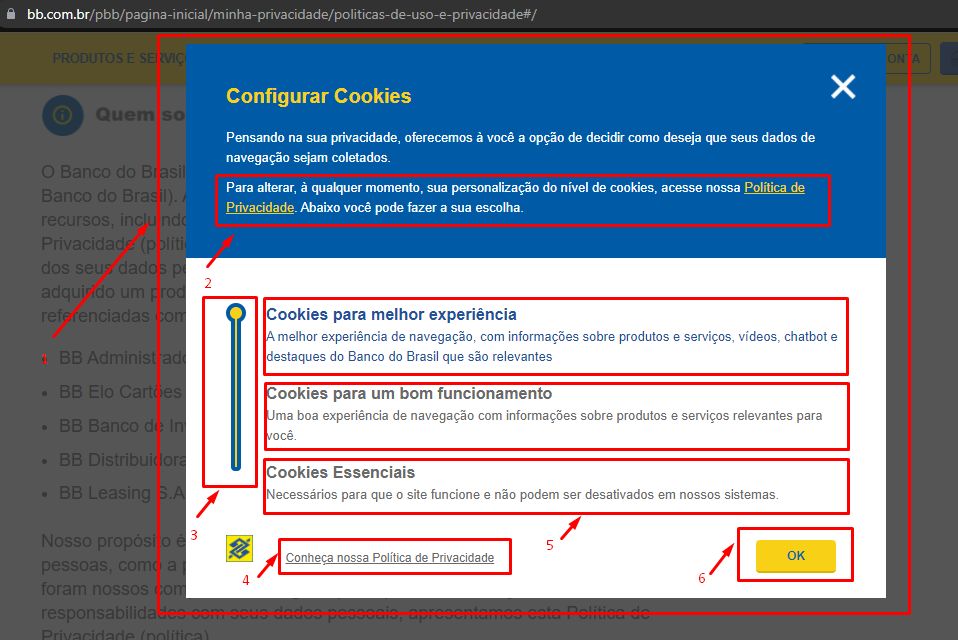 bb.com.br/pbb/pagina-inicial/minha-privacidade/politicas-de-uso-e-privacidade#/
PRODUTOS E SERVIÇ
ONTA
Configurar Cookies
Quem so
Pensando na sua privacidade, oferecemos à você a opção de decidir como deseja que seus dados de
navegação sejam coletados.
Para alterar, à qualquer momento, sua personalização do nível de cookies, acesse nossa Política de
Privacidade. Abaixo você pode fazer a sua escolha.
O Banco do Brasil
Banco do Brasil). A
recursos, incluindo
Privacidade (políti
dos seus dados pe
adquirido um prod
referenciadas com
2
1
BB Administrado
BB Elo Cartões
BB Banco de In
BB Distribuidora
BB Leasing S.A
Cookies para melhor experiência
A melhor experiência de navegação, com informações sobre produtos e serviços, vídeos, chatbot e
destaques do Banco do Brasil que são relevantes
Cookies para um bom funcionamento
Uma boa experiência de navegação com informações sobre produtos e serviços relevantes para
você.
Cookies Essenciais
Necessários para que o site funcione e não podem ser desativados em nossos sistemas.
3
5
Conheça nossa Política de Privacidade
4
OK
6
Nosso propósito é
pessoas, como a p
foram nossos com
responsabilidades com seus dados pessoais, apresentamos esta Política de
Privacidade (política)